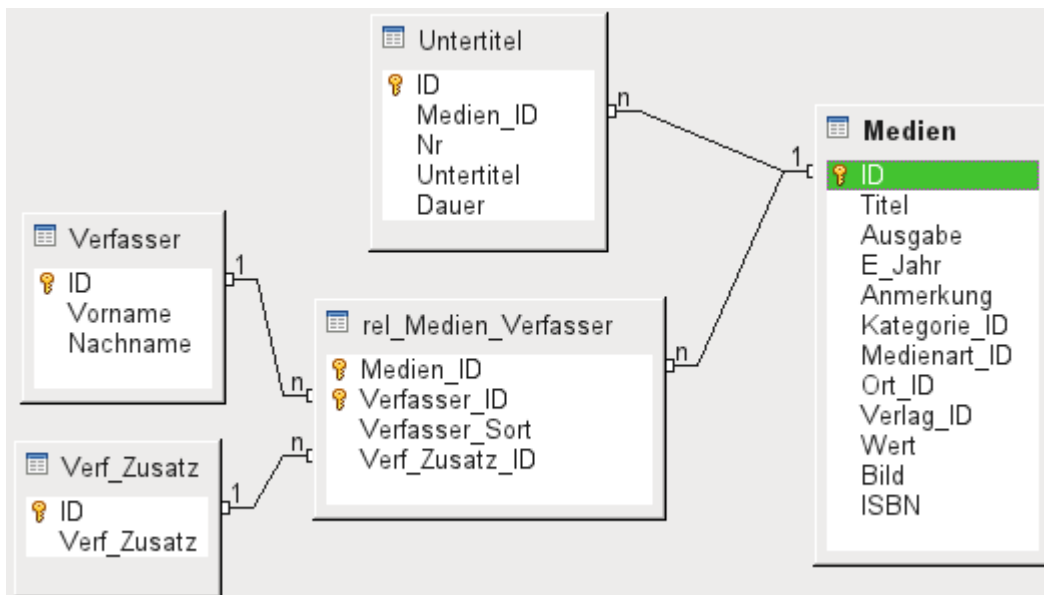 Untertitel
ID
Medien_ID
Nr
Untertitel
Dauer
n
1
Medien
ID
Titel
Ausgabe
E_Jahr
Anmerkung
Kategorie_ID
Medienart_ID
Ort_ID
Verlag_ID
Wert
Bild
ISBN
Verfasser
ID
Vorname
Nachname
1
n
rel_Medien_Verfasser
Medien_ID
Verfasser_ID
Verfasser_Sort
Verf_Zusatz_ID
n
n
Verf_Zusatz
ID
Verf_Zusatz
1